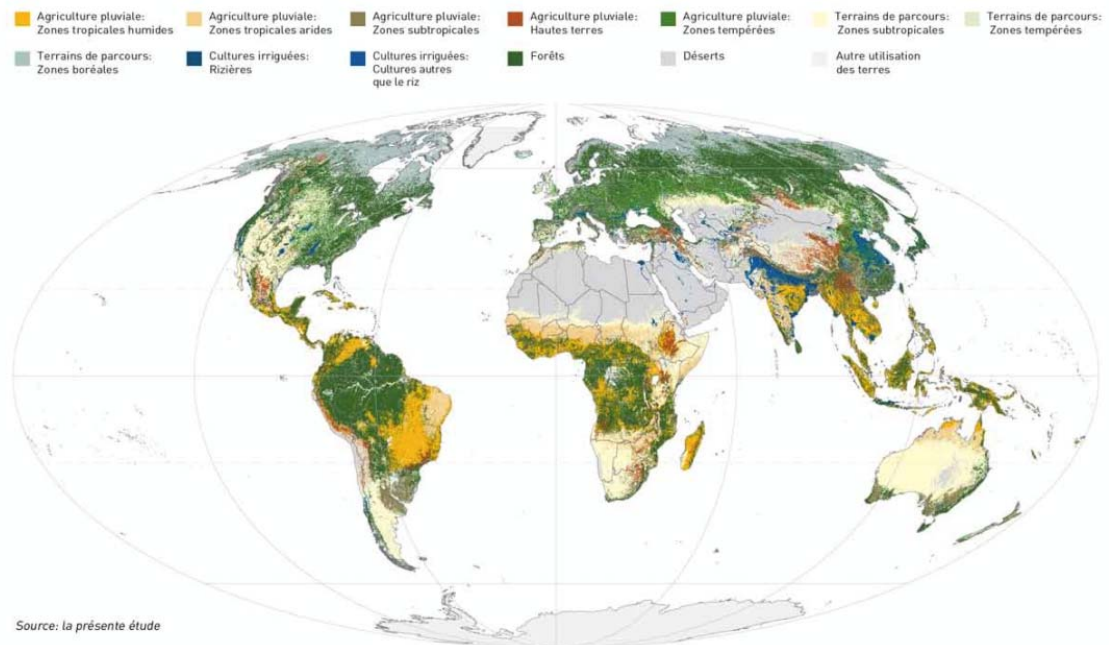 Agriculture pluviale:
Zones tropicales humides
Agriculture pluviale:
Zones tropicales arides
Agriculture pluviale:
Zones subtropicales
Agriculture pluviale:
Hautes terres
Agriculture pluviale:
Zones tempérées
Terrains de parcours:
Zones subtropicales
Terrains de parcours:
Zones tempérées
Terrains de parcours:
Zones boréales
Cultures irriguées:
Rizières
Cultures irriguées:
Cultures autres
que le riz
Forêts
Déserts
Autre utilisation
des terres
Source: la présente étude